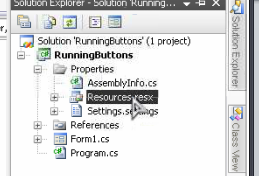 Solution Explorer - Solution 'Running...
Solution 'RunningButtons' (1 project)
RunningButtons
Properties
AssemblyInfo.cs
Resources.resx
Settings.settings
References
Form1.cs
Program.cs
Solution Explorer
Class View